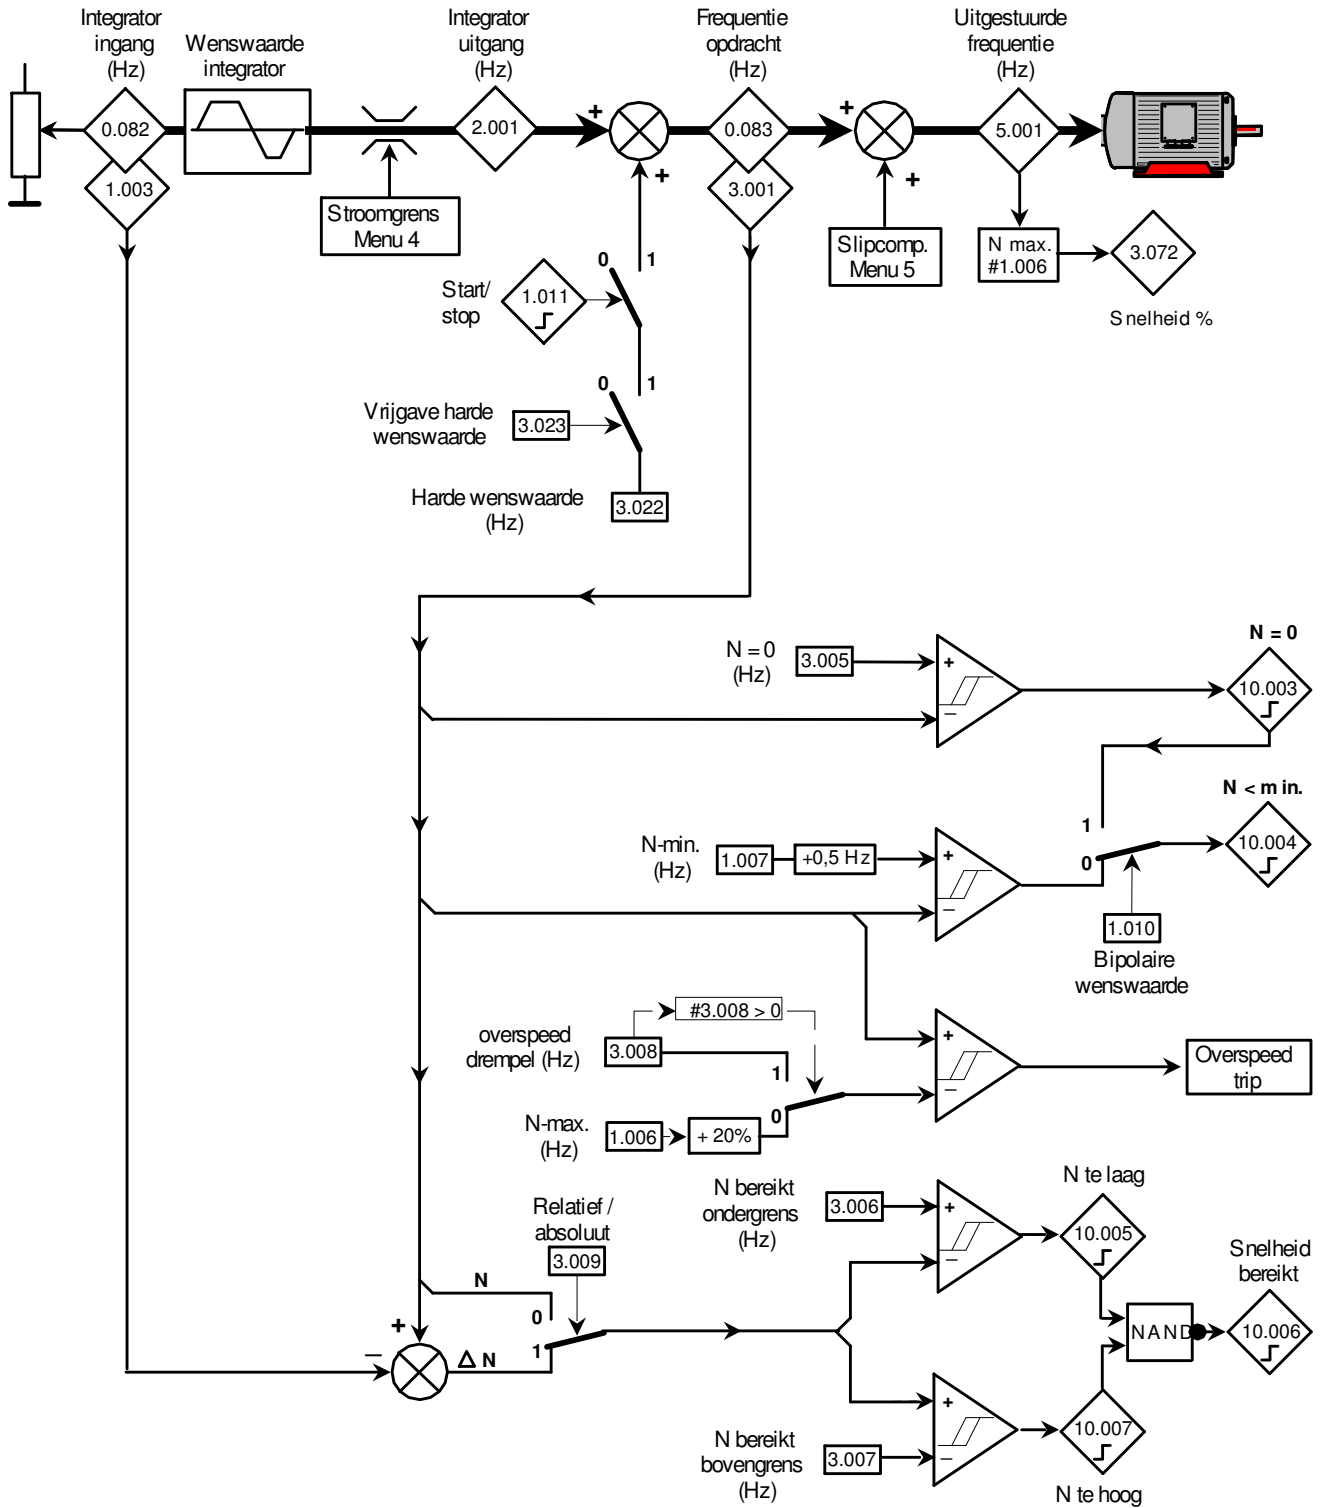 Integrator
ingang
(Hz)
Wenswaarde
integrator
Integrator
uitgang
(Hz)
Frequentie
opdracht
(Hz)
Uitgestuurde
frequentie
(Hz)
0.082
1.003
2.001
+
+
0.083
3.001
+
+
5.001
Stroomgrens
Menu 4
Slipcomp.
Menu 5
N max.
#1.006
3.072
Snelheid %
Start/
stop
1.011
0
1
Vrijgave harde
wenswaarde
3.023
0
1
Harde wenswaarde
(Hz)
3.022
N = 0
(Hz)
3.005
+
−
N = 0
10.003
N-min.
(Hz)
1.007
+0,5 Hz
+
−
1
0
N < min.
10.004
1.010
Bipolaire
wenswaarde
overspeed
drempel (Hz)
3.008
#3.008 > 0
1
0
N-max.
(Hz)
1.006
+ 20%
+
−
Overspeed
trip
Relatief /
absoluut
3.009
N
0
1
Δ N
+
−
N bereikt
ondergrens
(Hz)
3.006
+
−
N te laag
10.005
NAND
Snelheid
bereikt
10.006
N bereikt
bovengrens
(Hz)
3.007
+
−
10.007
N te hoog